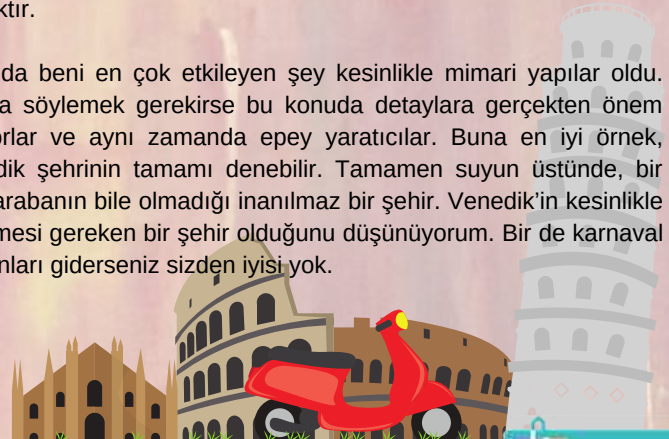 ktır.
da beni en çok etkileyen şey kesinlikle mimari yapılar oldu.
a söylemek gerekirse bu konuda detaylara gerçekten önem
orlar ve aynı zamanda epey yaratıcılar. Buna en iyi örnek,
dik şehrinin tamamı denebilir. Tamamen suyun üstünde, bir
arabanın bile olmadığı inanılmaz bir şehir. Venedik’in kesinlikle
mesi gereken bir şehir olduğunu düşünüyorum. Bir de karnaval
nları giderseniz sizden iyisi yok.